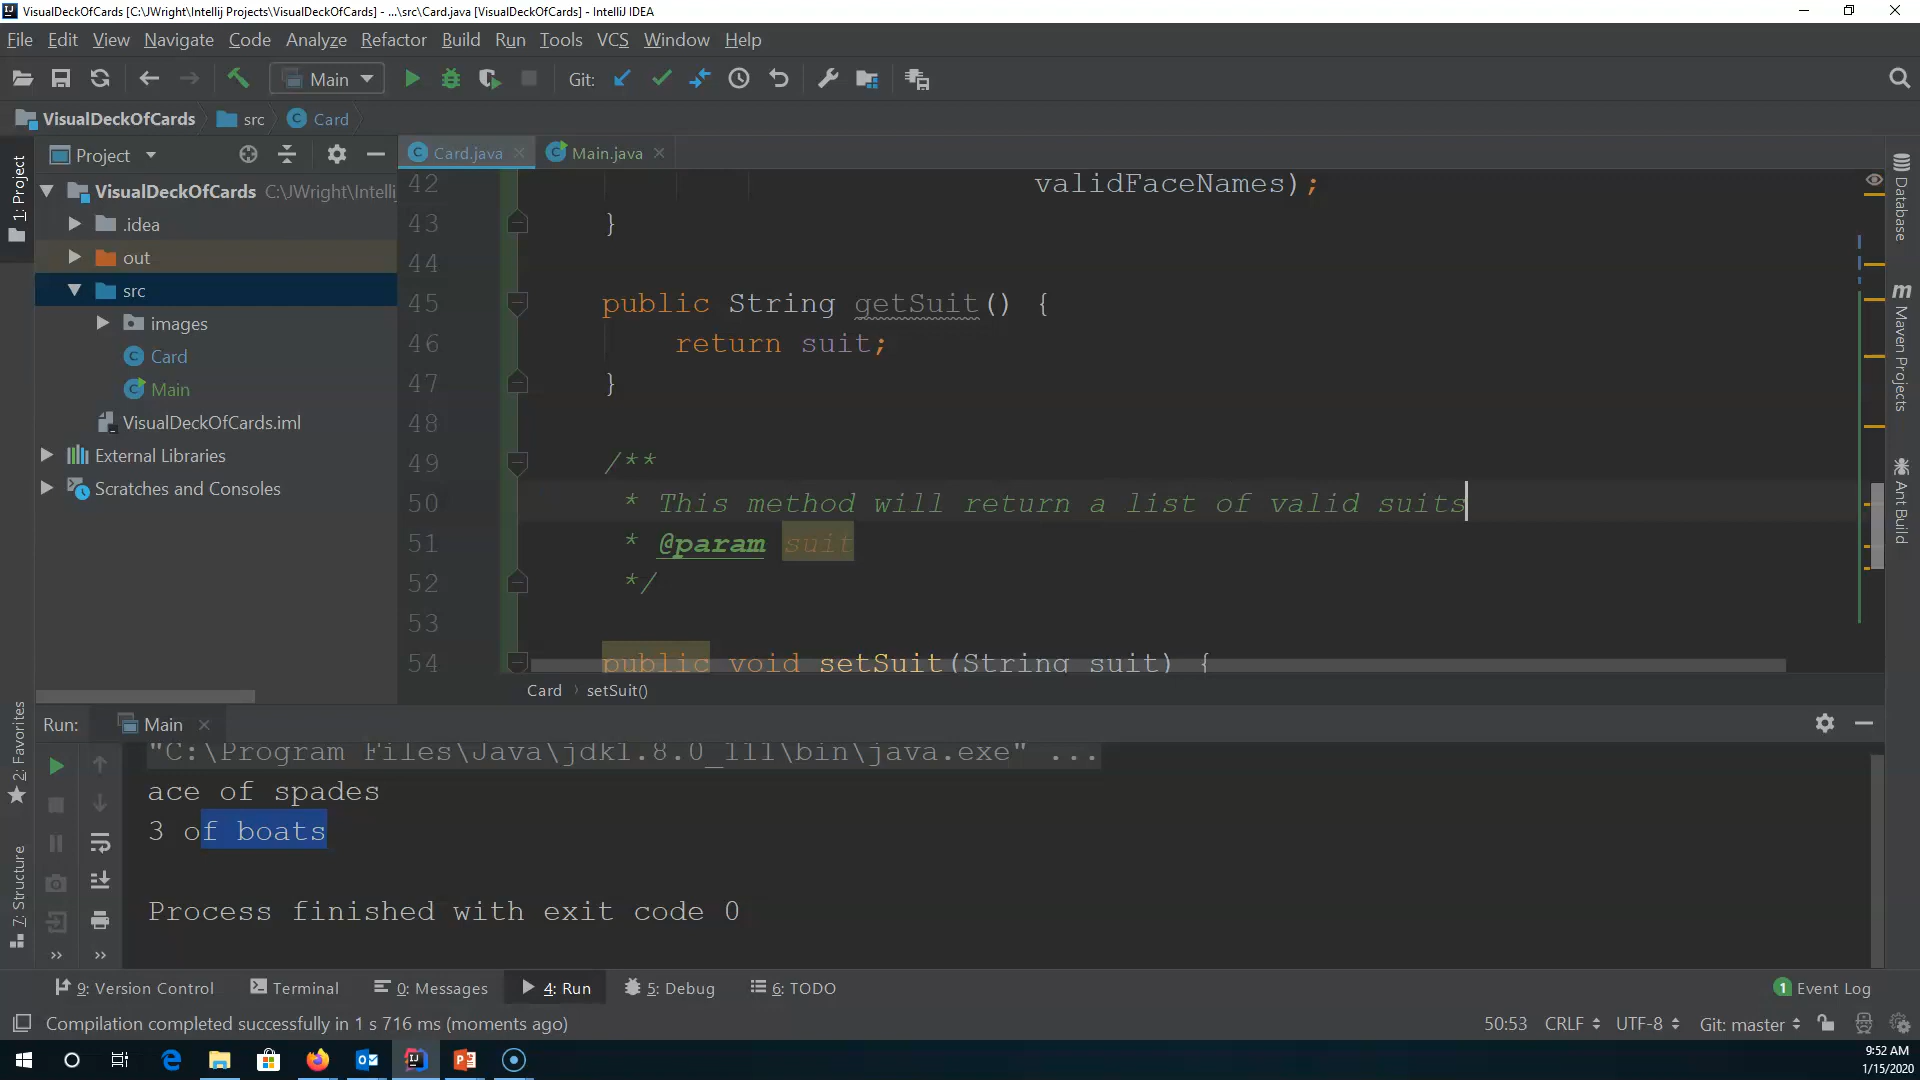 VisualDeckOfCards [C:\JWright\Intellij Projects\VisualDeckOfCards] - ...\src\Card.java [VisualDeckOfCards] - IntelliJ IDEA
File Edit View Navigate Code Analyze Refactor Build Run Tools VCS Window Help
Main Git:
VisualDeckOfCards src Card
Project Card.java Main.java
1: Project
VisualDeckOfCards C:\JWright\Intelli
.idea
out
src
images
Card
Main
VisualDeckOfCards.iml
External Libraries
Scratches and Consoles
42 validFaceNames);
43 }
44
45 public String getSuit() {
46 return suit;
47 }
48
49 /**
50 * This method will return a list of valid suits
51 * @param suit
52 */
53
54 public void setSuit(String suit) {
Card › setSuit()
Database
Maven Projects
Ant Build
2: Favorites
7: Structure
Run: Main
"C:\Program Files\Java\jdk1.8.0_111\bin\java.exe" ...
ace of spades
3 of boats
Process finished with exit code 0
9: Version Control Terminal 0: Messages 4: Run 5: Debug 6: TODO 1 Event Log
Compilation completed successfully in 1 s 716 ms (moments ago) 50:53 CRLF UTF-8 Git: master
9:52 AM
1/15/2020